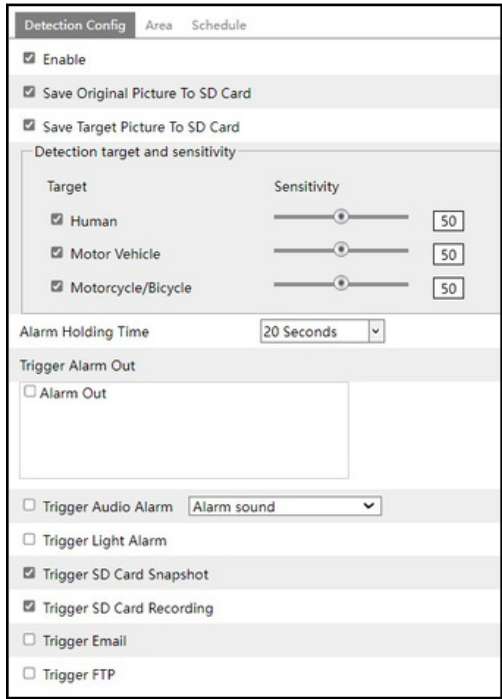 Detection Config Area Schedule
Enable
Save Original Picture To SD Card
Save Target Picture To SD Card
Detection target and sensitivity
Target Sensitivity
Human 50
Motor Vehicle 50
Motorcycle/Bicycle 50
Alarm Holding Time 20 Seconds
Trigger Alarm Out
Alarm Out
Trigger Audio Alarm Alarm sound
Trigger Light Alarm
Trigger SD Card Snapshot
Trigger SD Card Recording
Trigger Email
Trigger FTP